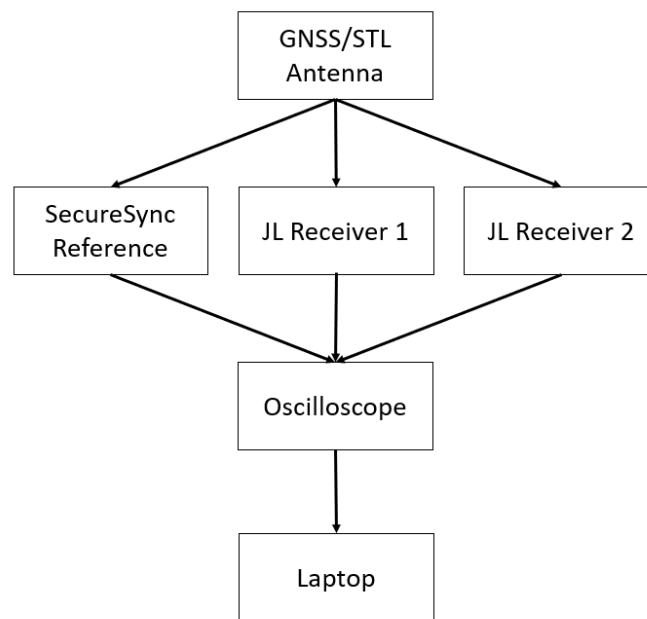 GNSS/STL
Antenna
SecureSync
Reference
JL Receiver 1
JL Receiver 2
Oscilloscope
Laptop